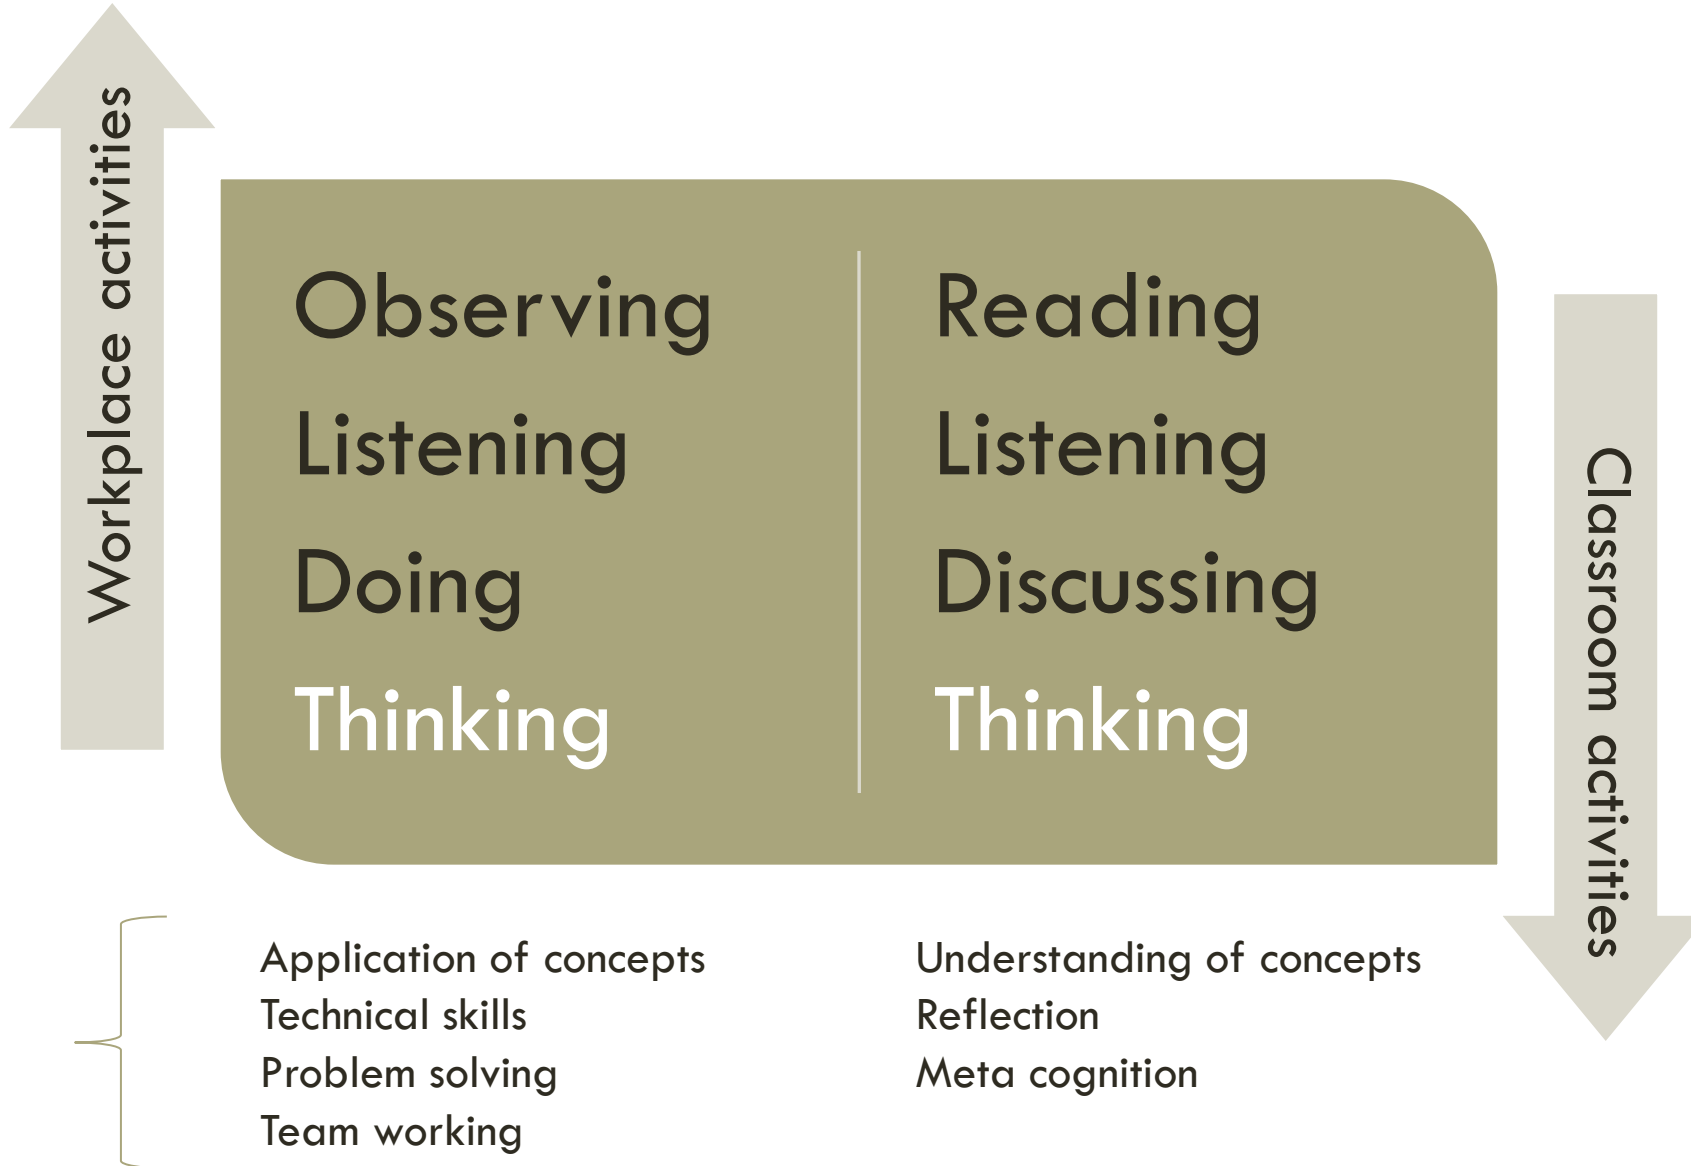 Workplace activities
Observing
Listening
Doing
Thinking
Reading
Listening
Discussing
Thinking
Classroom activities
Application of concepts
Technical skills
Problem solving
Team working
Understanding of concepts
Reflection
Meta cognition